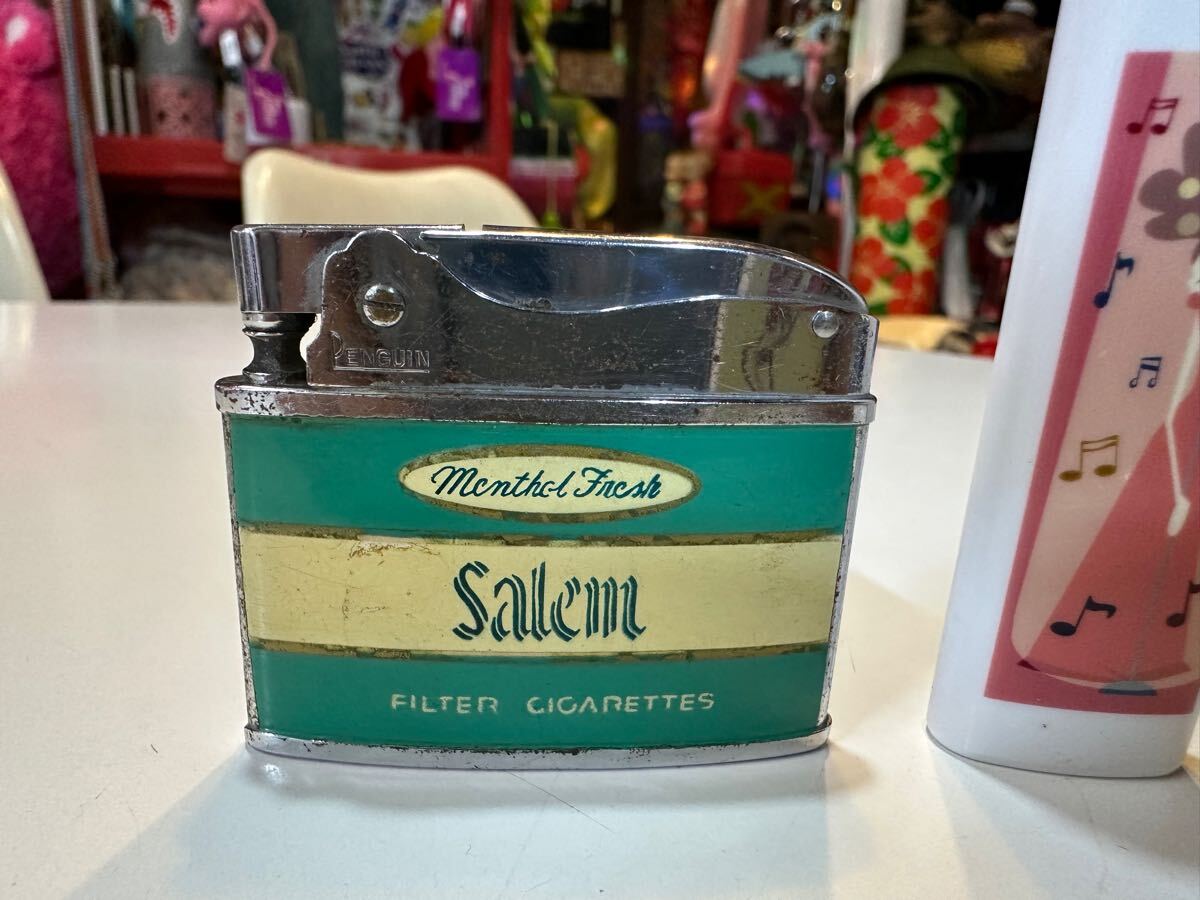 PENGUIN
Menthol Fresh
Salem
FILTER CIGARETTES